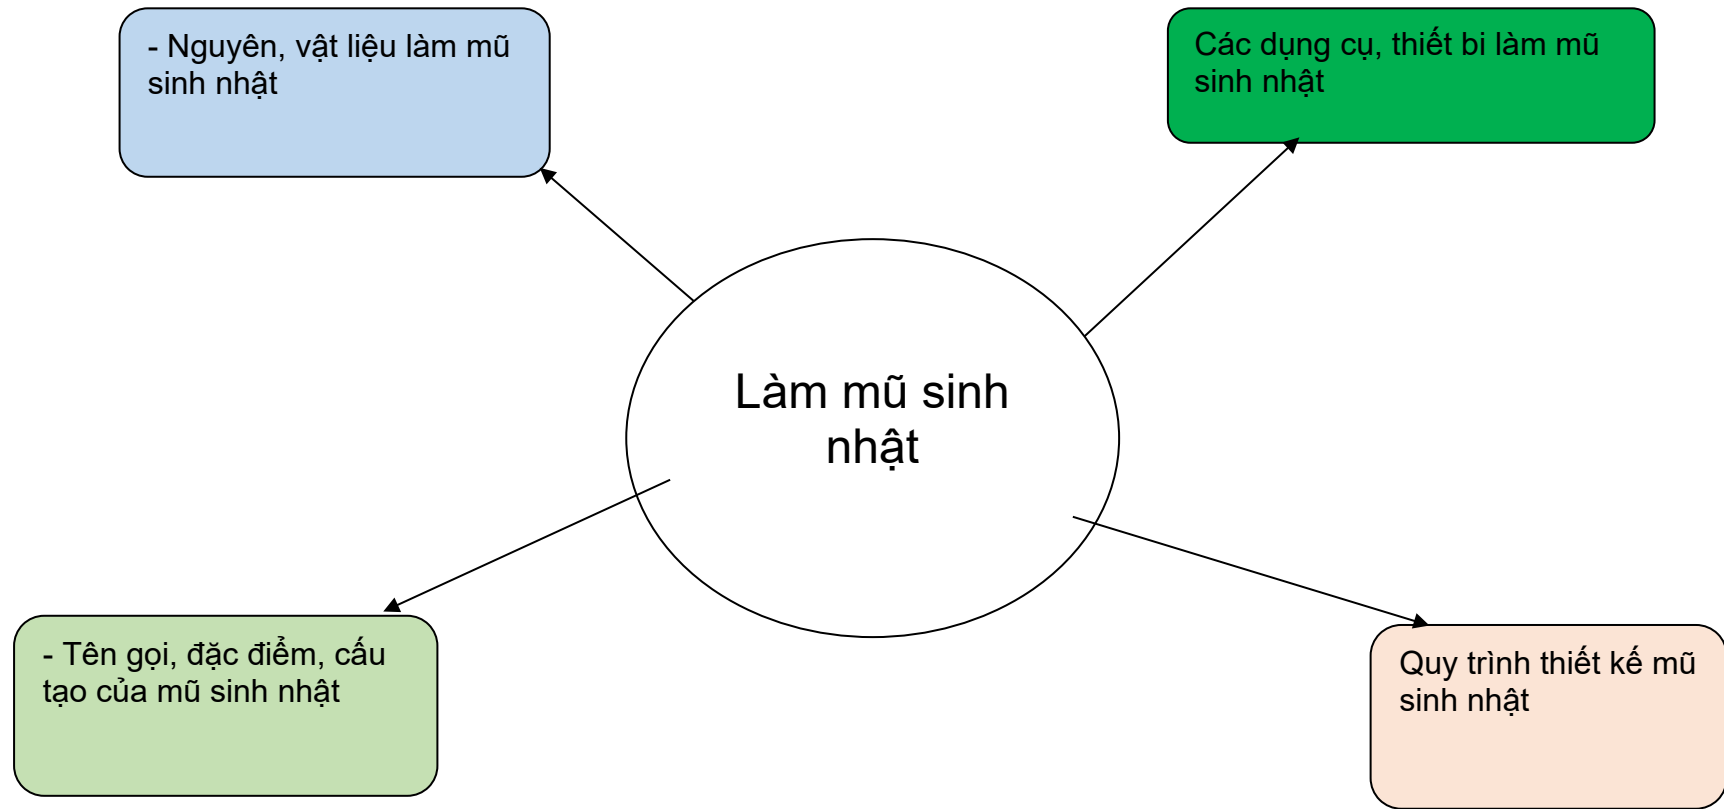 - Nguyên, vật liệu làm mũ
sinh nhật
Các dụng cụ, thiết bi làm mũ
sinh nhật
Làm mũ sinh
nhật
- Tên gọi, đặc điểm, cấu
tạo của mũ sinh nhật
Quy trình thiết kế mũ
sinh nhật